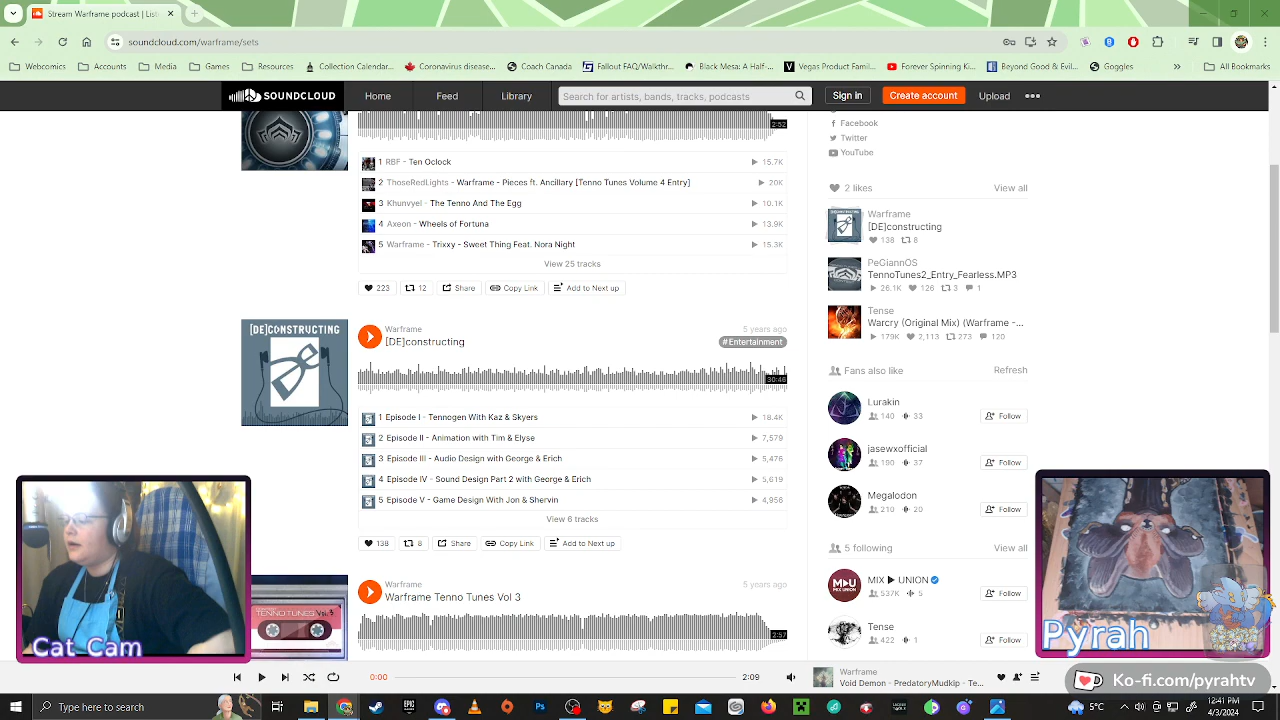 Warframe Podcast | List
soundcloud.com/warframe/sets
Webcomics
Accounts
Media
Games
Resources
Collection Calendar...
Coach Canada
Fallout FAQ/Walkthr...
Black Mesa: A Half-...
Vegas Product Famil...
Forever Spinning Ki...
Beyond Good & Evil...
Goggles
All Bookmarks
SOUNDCLOUD
Home
Feed
Library
Search for artists, bands, tracks, podcasts
Sign in
Create account
Upload
2:52
1 RBF - Ten Oclock 15.7K
2 ThoseRedLights - Warframe - Pieces ft. Ancillary [Tenno Tunes Volume 4 Entry] 20K
3 Khunvyel - The Tenno And The Egg 10.1K
4 Axeon - Wheels of Fortuna 13.9K
5 Warframe - Trixxy - Sweet Thing Feat. Nora Night 15.3K
View 25 tracks
223 12 Share Copy Link Add to Next up
[DE]CONSTRUCTING
Warframe 5 years ago
[DE]constructing # Entertainment
30:46
1 Episode I - Tennogen With Kaz & Skyers 18.4K
2 Episode II - Animation with Tim & Elyse 7,579
3 Episode III - Audio Design with George & Erich 5,476
4 Episode IV - Sound Design Part 2 with George & Erich 5,619
5 Episode V - Game Design With Jon & Shervin 4,958
View 6 tracks
138 8 Share Copy Link Add to Next up
TENNOTUNES
Warframe 5 years ago
Warframe Tenno Tunes Vol 3
2:57
Facebook
Twitter
YouTube
2 likes View all
Warframe
[DE]constructing
138 8
PeGiannOS
TennoTunes2_Entry_Fearless.MP3
26.1K 126 3 1
Tense
Warcry (Original Mix) (Warframe -...
179K 2,113 273 120
Fans also like Refresh
Lurakin
140 33 Follow
jasewxofficial
190 37 Follow
Megalodon
210 20 Follow
5 following View all
MIX ▶ UNION
537K 5 Follow
Tense
422 1 Follow
Cat Cam
Pyrah
0:00 2:09
Warframe
Void Demon - PredatoryMudkip - Te...
Ko-fi.com/pyrahtv
Type here to search
5°C
12:41 PM
4/3/2024